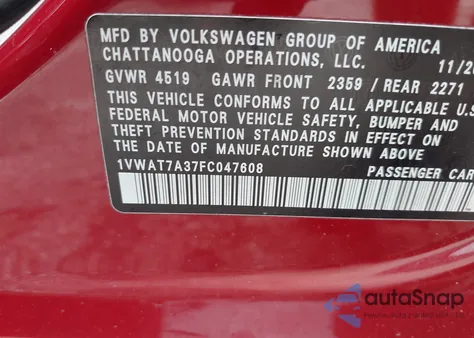 MFD BY VOLKSWAGEN GROUP OF AMERICA
CHATTANOOGA OPERATIONS, LLC. 11/20
GVWR 4519 GAWR FRONT 2359 / REAR 2271
THIS VEHICLE CONFORMS TO ALL APPLICABLE U.S
FEDERAL MOTOR VEHICLE SAFETY, BUMPER AND
THEFT PREVENTION STANDARDS IN EFFECT ON
THE DATE OF MANUFACTURE SHOWN ABOVE.
1VWAT7A37FC047608 PASSENGER CAR
autoSnap